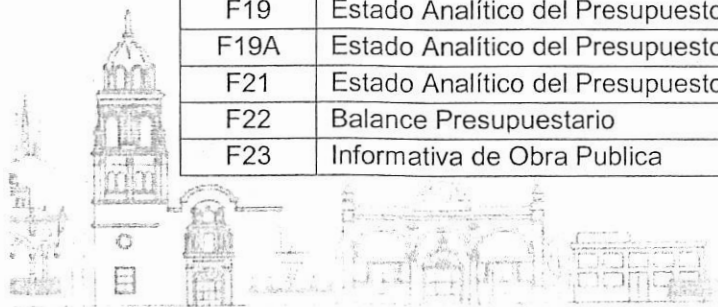 F19 Estado Analítico del Presupuesto
F19A Estado Analítico del Presupuesto
F21 Estado Analítico del Presupuesto
F22 Balance Presupuestario
F23 Informativa de Obra Publica